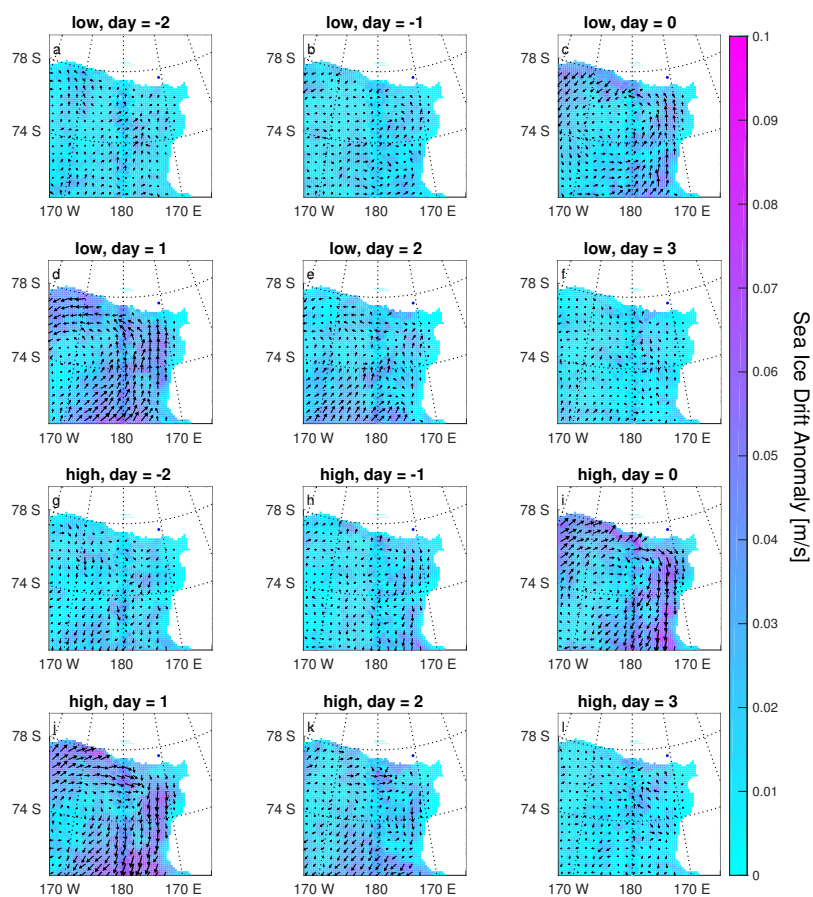 low, day = -2
low, day = -1
low, day = 0
a
b
c
78 S
78 S
78 S
74 S
74 S
74 S
170 W
180
170 E
170 W
180
170 E
170 W
180
170 E
low, day = 1
low, day = 2
low, day = 3
d
e
f
78 S
78 S
78 S
74 S
74 S
74 S
170 W
180
170 E
170 W
180
170 E
170 W
180
170 E
high, day = -2
high, day = -1
high, day = 0
g
h
i
78 S
78 S
78 S
74 S
74 S
74 S
170 W
180
170 E
170 W
180
170 E
170 W
180
170 E
high, day = 1
high, day = 2
high, day = 3
j
k
l
78 S
78 S
78 S
74 S
74 S
74 S
170 W
180
170 E
170 W
180
170 E
170 W
180
170 E
0.1
0.09
0.08
0.07
0.06
0.05
0.04
0.03
0.02
0.01
0
Sea Ice Drift Anomaly [m/s]